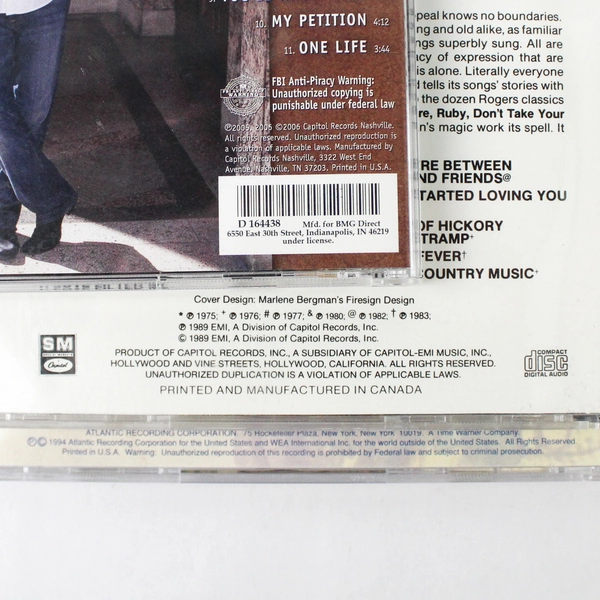 10. MY PETITION 4:12
11. ONE LIFE 3:44
FBI Anti-Piracy Warning:
Unauthorized copying is
punishable under federal law
℗2005, 2006 ©2006 Capitol Records Nashville.
All rights reserved. Unauthorized reproduction is
a violation of applicable laws. Manufactured by
Capitol Records Nashville, 3322 West End
Avenue, Nashville, TN 37203. Printed in U.S.A.
D 164438 Mfd. for BMG Direct
6550 East 30th Street, Indianapolis, IN 46219
under license.
peal knows no boundaries.
ng and old alike, as familiar
ngs superbly sung. All are
cy of expression that are
is alone. Literally everyone
tells its songs' stories with
the dozen Rogers classics
re, Ruby, Don't Take Your
n's magic work its spell. It
RE BETWEEN
ND FRIENDS@
STARTED LOVING YOU
OF HICKORY
TRAMP+
FEVER†
COUNTRY MUSIC+
Cover Design: Marlene Bergman's Firesign Design
* ℗ 1975; + ℗ 1976; # ℗ 1977; & ℗ 1980; @ ℗ 1982; † ℗ 1983;
℗ 1989 EMI, A Division of Capitol Records, Inc.
© 1989 EMI, A Division of Capitol Records, Inc.
SM
Capitol
PRODUCT OF CAPITOL RECORDS, INC., A SUBSIDIARY OF CAPITOL-EMI MUSIC, INC.,
HOLLYWOOD AND VINE STREETS, HOLLYWOOD, CALIFORNIA. ALL RIGHTS RESERVED.
UNAUTHORIZED DUPLICATION IS A VIOLATION OF APPLICABLE LAWS.
COMPACT
disc
DIGITAL AUDIO
PRINTED AND MANUFACTURED IN CANADA
ATLANTIC RECORDING CORPORATION, 75 Rockefeller Plaza, New York, New York 10019. A Time Warner Company.
℗© 1994 Atlantic Recording Corporation for the United States and WEA International Inc. for the world outside of the United States. All Rights Reserved.
Printed in U.S.A. Warning: Unauthorized reproduction of this recording is prohibited by Federal law and subject to criminal prosecution.